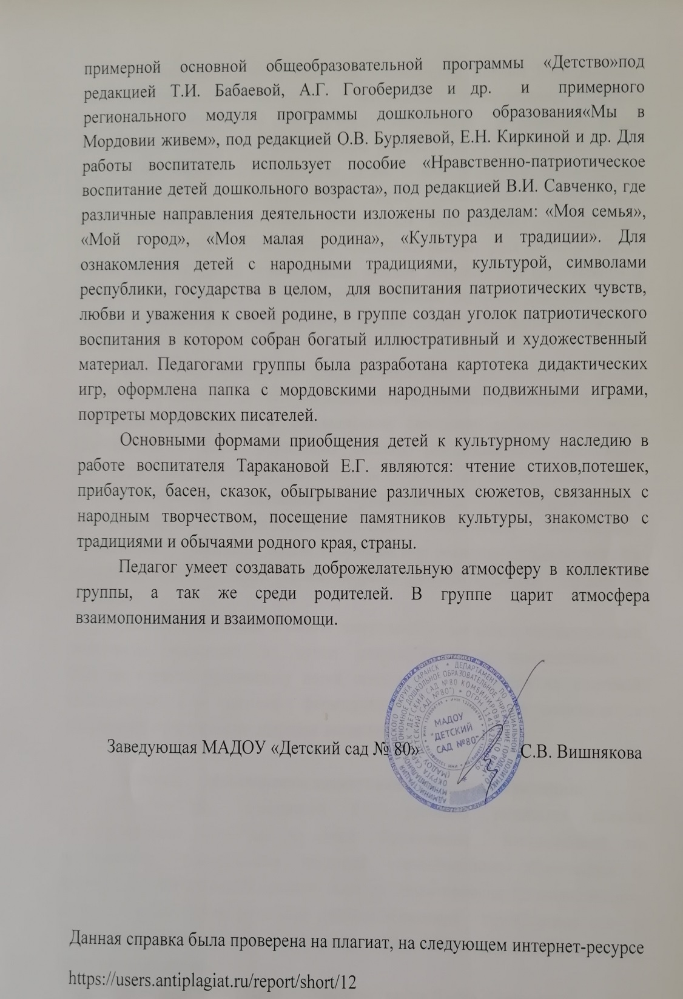 примерной основной общеобразовательной программы «Детство»под
редакцией Т.И. Бабаевой, А.Г. Гогоберидзе и др. и примерного
регионального модуля программы дошкольного образования«Мы в
Мордовии живем», под редакцией О.В. Бурляевой, Е.Н. Киркиной и др. Для
работы воспитатель использует пособие «Нравственно-патриотическое
воспитание детей дошкольного возраста», под редакцией В.И. Савченко, где
различные направления деятельности изложены по разделам: «Моя семья»,
«Мой город», «Моя малая родина», «Культура и традиции». Для
ознакомления детей с народными традициями, культурой, символами
республики, государства в целом, для воспитания патриотических чувств,
любви и уважения к своей родине, в группе создан уголок патриотического
воспитания в котором собран богатый иллюстративный и художественный
материал. Педагогами группы была разработана картотека дидактических
игр, оформлена папка с мордовскими народными подвижными играми,
портреты мордовских писателей.
Основными формами приобщения детей к культурному наследию в
работе воспитателя Таракановой Е.Г. являются: чтение стихов,потешек,
прибауток, басен, сказок, обыгрывание различных сюжетов, связанных с
народным творчеством, посещение памятников культуры, знакомство с
традициями и обычаями родного края, страны.
Педагог умеет создавать доброжелательную атмосферу в коллективе
группы, а так же среди родителей. В группе царит атмосфера
взаимопонимания и взаимопомощи.
Заведующая МАДОУ «Детский сад № 80» С.В. Вишнякова
МАДОУ
"ДЕТСКИЙ
САД №80"
Данная справка была проверена на плагиат, на следующем интернет-ресурсе
https://users.antiplagiat.ru/report/short/12